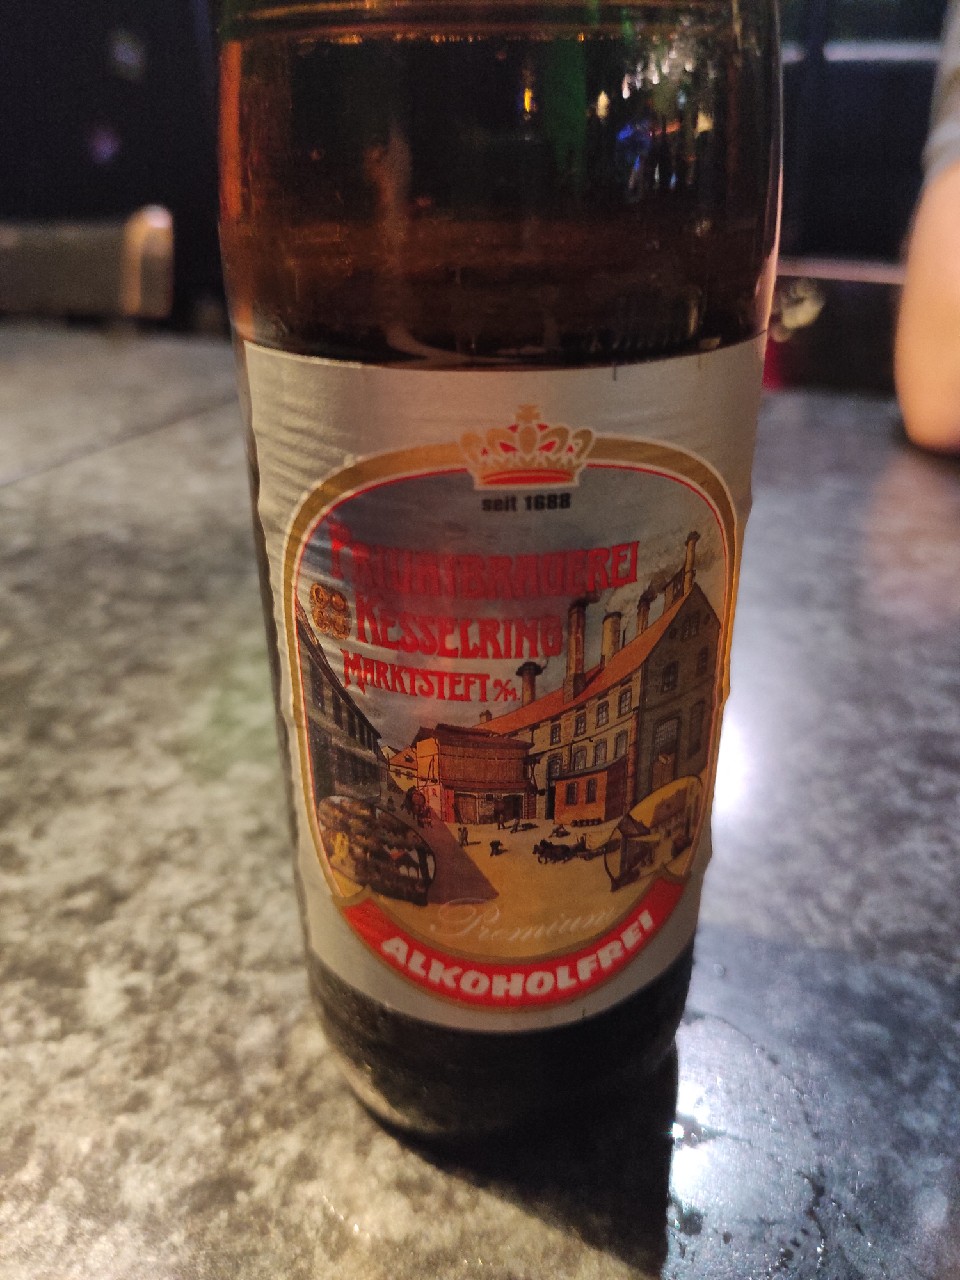 seit 1688
PRIVATBRAUEREI
KESSELRING
MARKTSTEFT a/M.
Premium
ALKOHOLFREI